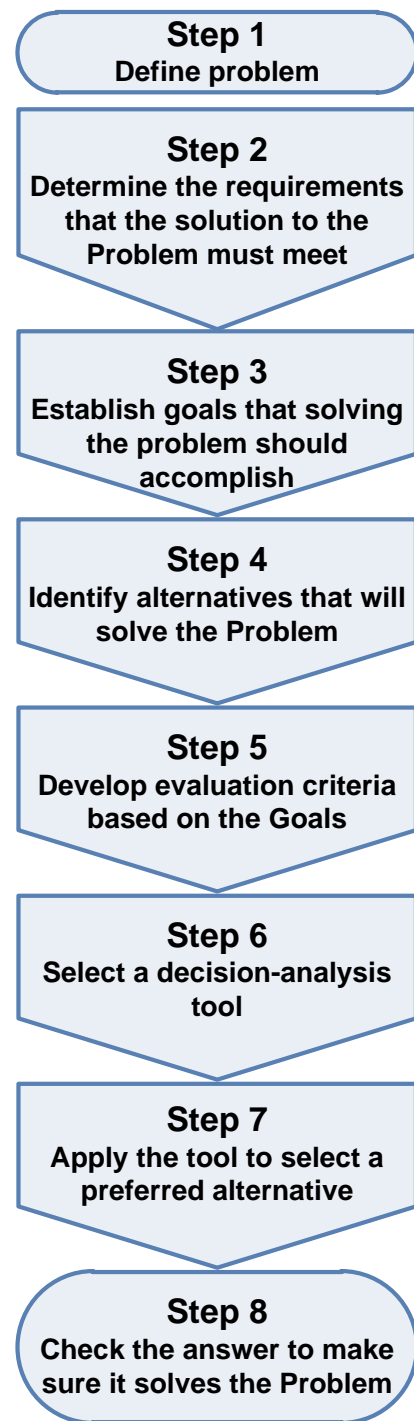 Step 1
Define problem
Step 2
Determine the requirements
that the solution to the
Problem must meet
Step 3
Establish goals that solving
the problem should
accomplish
Step 4
Identify alternatives that will
solve the Problem
Step 5
Develop evaluation criteria
based on the Goals
Step 6
Select a decision-analysis
tool
Step 7
Apply the tool to select a
preferred alternative
Step 8
Check the answer to make
sure it solves the Problem